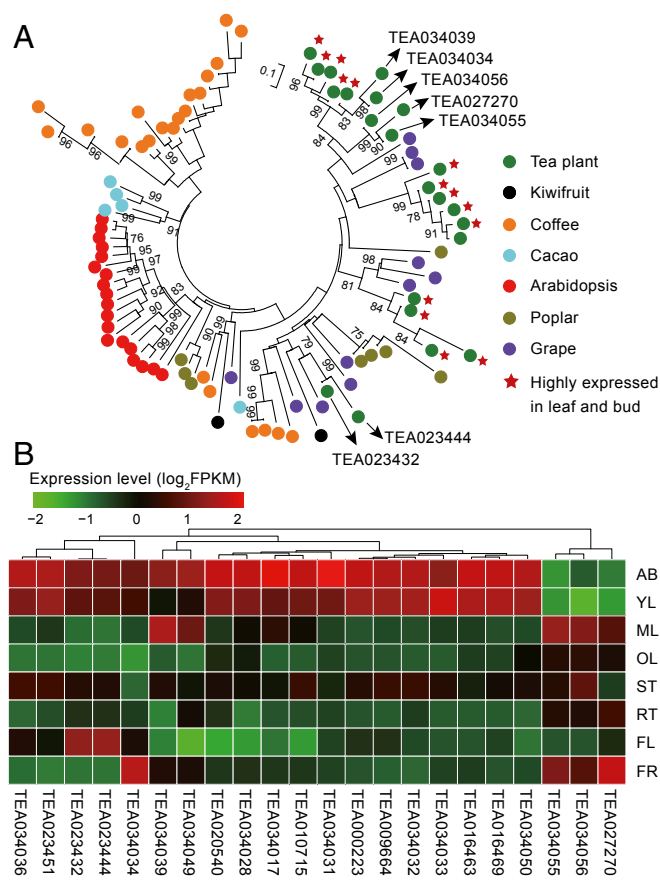 A
TEA034039
TEA034034
TEA034056
TEA027270
TEA034055
0.1
96
99
83
98
99
90
84
99
78
91
98
81
84
75
84
79
99
99
99
99
90
83
99
98
99
90
92
99
97
95
76
99
91
99
99
96
96
Tea plant
Kiwifruit
Coffee
Cacao
Arabidopsis
Poplar
Grape
Highly expressed
in leaf and bud
TEA023444
TEA023432
B
Expression level (log₂FPKM)
−2 −1 0 1 2
AB
YL
ML
OL
ST
RT
FL
FR
TEA034036
TEA023451
TEA023432
TEA023444
TEA034034
TEA034039
TEA034049
TEA020540
TEA034028
TEA034017
TEA010715
TEA034031
TEA000223
TEA009664
TEA034032
TEA034033
TEA016463
TEA016469
TEA034050
TEA034055
TEA034056
TEA027270